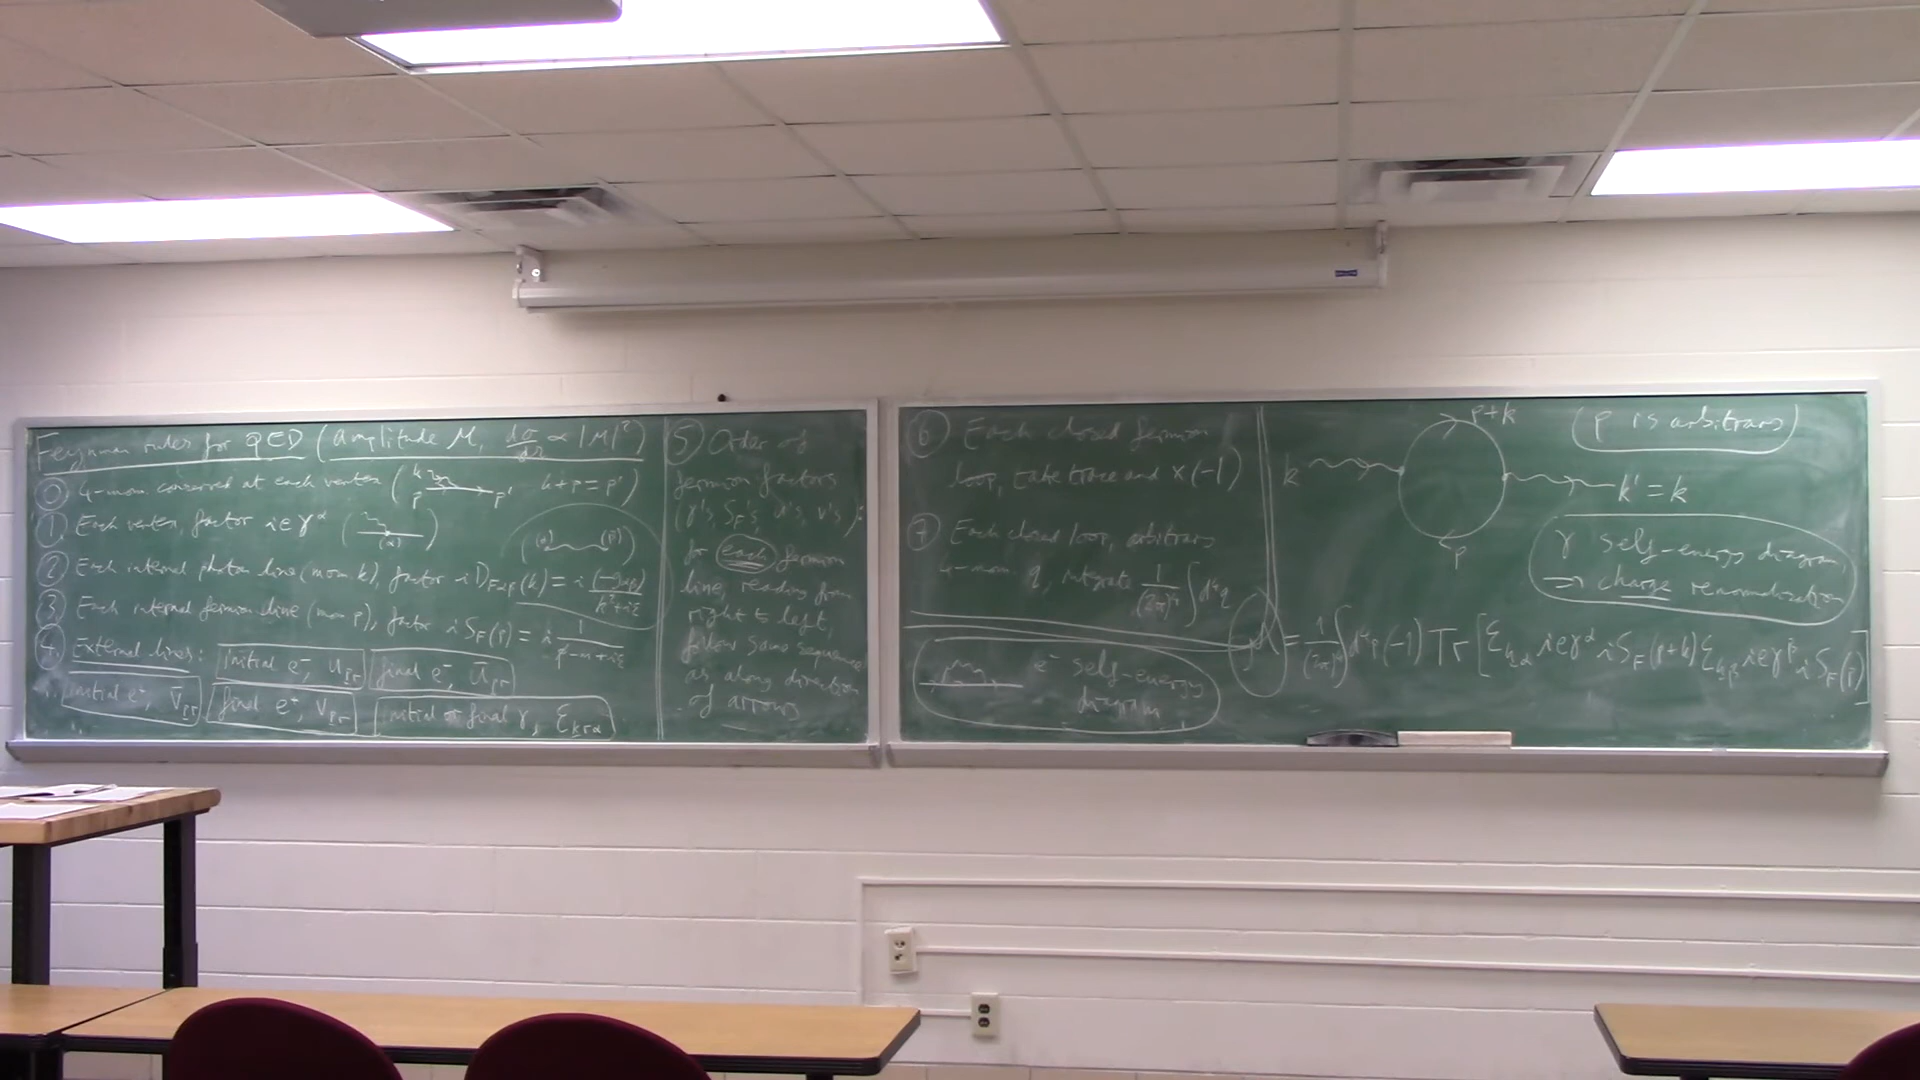 Feynman rules for QED (amplitude M, dσ/dΩ ∝ |M|²)
⓪ 4-mom. conserved at each vertex ( k p p' k+p=p' )
① Each vertex, factor ieγ^α ( (α) )
( (α) (β) )
② Each internal photon line (mom k), factor iD_Fαβ(k) = i (-g)αβ / k²+iε
③ Each internal fermion line (mom p), factor iS_F(p) = i 1 / p̸-m+iε
④ External lines: initial e⁻, u_pr final e⁻, ū_pr
initial e⁺, v̄_pr final e⁺, v_pr initial or final γ, ε_krα
⑤ Order of
fermion factors
(γ's, S_F's, u's, v's):
for each fermion
line, reading from
right to left,
follow same sequence
as along direction
of arrows
⑥ Each closed fermion
loop, take trace and ×(-1)
⑦ Each closed loop, arbitrary
4-mom q, integrate 1/(2π)⁴ ∫d⁴q
e⁻ self-energy
diagram
p+k
(p is arbitrary)
k
k' = k
p
γ self-energy diagram
⇒ charge renormalization
M = 1/(2π)⁴ ∫d⁴p (-1) Tr [ε_kα ieγ^α iS_F(p+k) ε_kβ ieγ^β iS_F(p)]